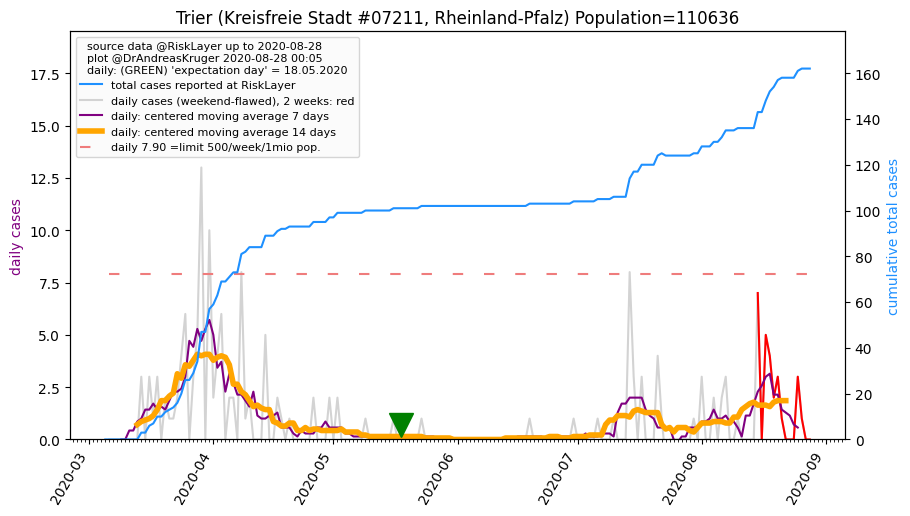 Trier (Kreisfreie Stadt #07211, Rheinland-Pfalz) Population=110636
source data @RiskLayer up to 2020-08-28
plot @DrAndreasKruger 2020-08-28 00:05
daily: (GREEN) 'expectation day' = 18.05.2020
total cases reported at RiskLayer
daily cases (weekend-flawed), 2 weeks: red
daily: centered moving average 7 days
daily: centered moving average 14 days
daily 7.90 =limit 500/week/1mio pop.
daily cases
17.5
15.0
12.5
10.0
7.5
5.0
2.5
0.0
cumulative total cases
160
140
120
100
80
60
40
20
0
2020-03
2020-04
2020-05
2020-06
2020-07
2020-08
2020-09